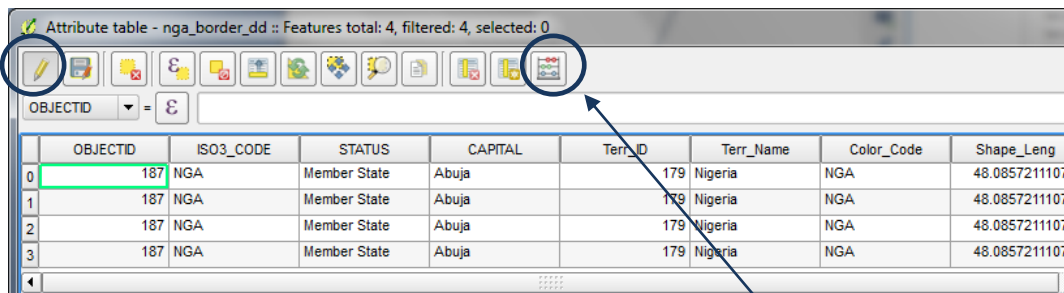 Attribute table - nga_border_dd :: Features total: 4, filtered: 4, selected: 0
OBJECTID = ε
OBJECTID ISO3_CODE STATUS CAPITAL Terr_ID Terr_Name Color_Code Shape_Leng
0 187 NGA Member State Abuja 179 Nigeria NGA 48.0857211107
1 187 NGA Member State Abuja 179 Nigeria NGA 48.0857211107
2 187 NGA Member State Abuja 179 Nigeria NGA 48.0857211107
3 187 NGA Member State Abuja 179 Nigeria NGA 48.0857211107